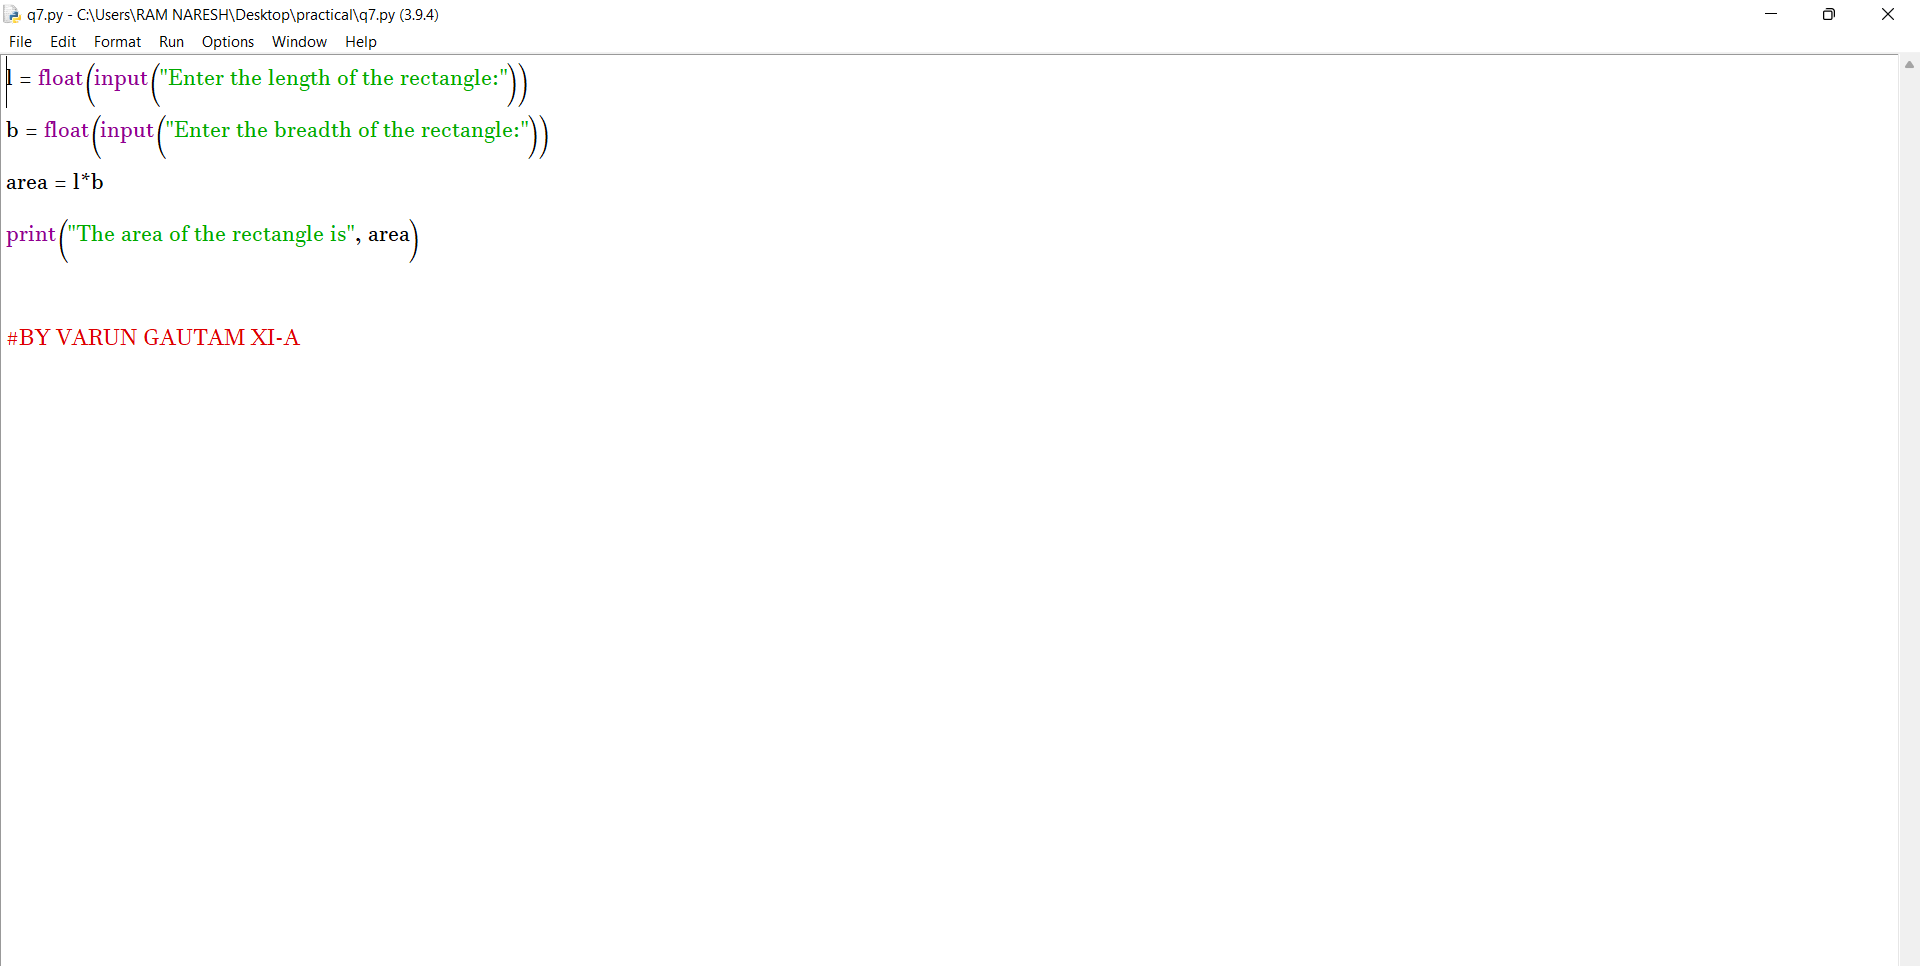 q7.py - C:\Users\RAM NARESH\Desktop\practical\q7.py (3.9.4)
File Edit Format Run Options Window Help
l = float(input("Enter the length of the rectangle:"))
b = float(input("Enter the breadth of the rectangle:"))
area = l*b
print("The area of the rectangle is", area)
#BY VARUN GAUTAM XI-A